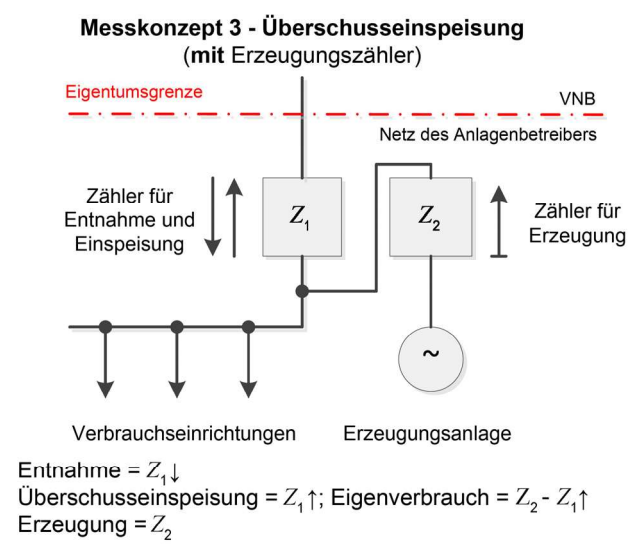 Messkonzept 3 - Überschusseinspeisung
(mit Erzeugungszähler)
Eigentumsgrenze
VNB
Netz des Anlagenbetreibers
Zähler für
Entnahme und
Einspeisung
Z₁
Z₂
Zähler für
Erzeugung
~
Verbrauchseinrichtungen
Erzeugungsanlage
Entnahme = Z₁↓
Überschusseinspeisung = Z₁↑; Eigenverbrauch = Z₂ - Z₁↑
Erzeugung = Z₂